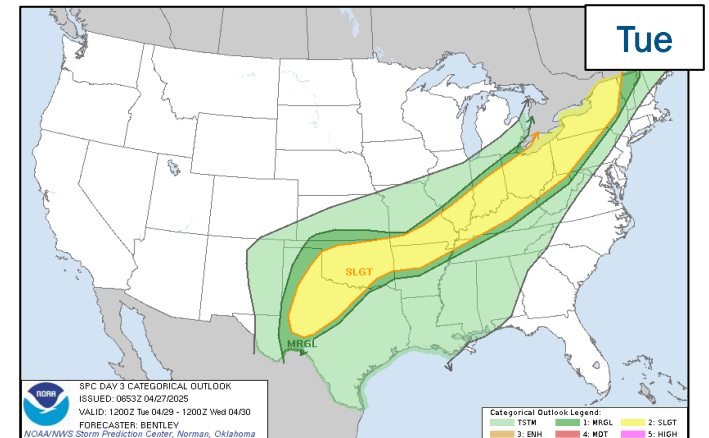 Tue
SLGT
MRGL
NOAA
SPC DAY 3 CATEGORICAL OUTLOOK
ISSUED: 0653Z 04/27/2025
VALID: 1200Z Tue 04/29 - 1200Z Wed 04/30
FORECASTER: BENTLEY
NOAA/NWS Storm Prediction Center, Norman, Oklahoma
Categorical Outlook Legend:
TSTM 1: MRGL 2: SLGT
3: ENH 4: MDT 5: HIGH